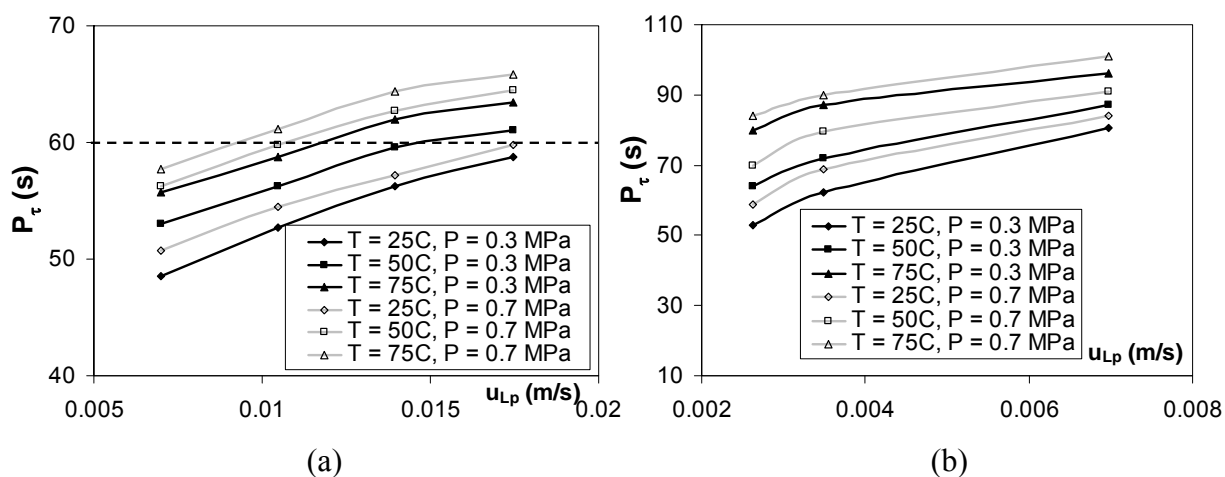 70
60
50
40
Pτ (s)
0.005
0.01
0.015
0.02
uLp (m/s)
T = 25C, P = 0.3 MPa
T = 50C, P = 0.3 MPa
T = 75C, P = 0.3 MPa
T = 25C, P = 0.7 MPa
T = 50C, P = 0.7 MPa
T = 75C, P = 0.7 MPa
(a)
110
90
70
50
30
10
Pτ (s)
0.002
0.004
0.006
0.008
uLp (m/s)
T = 25C, P = 0.3 MPa
T = 50C, P = 0.3 MPa
T = 75C, P = 0.3 MPa
T = 25C, P = 0.7 MPa
T = 50C, P = 0.7 MPa
T = 75C, P = 0.7 MPa
(b)